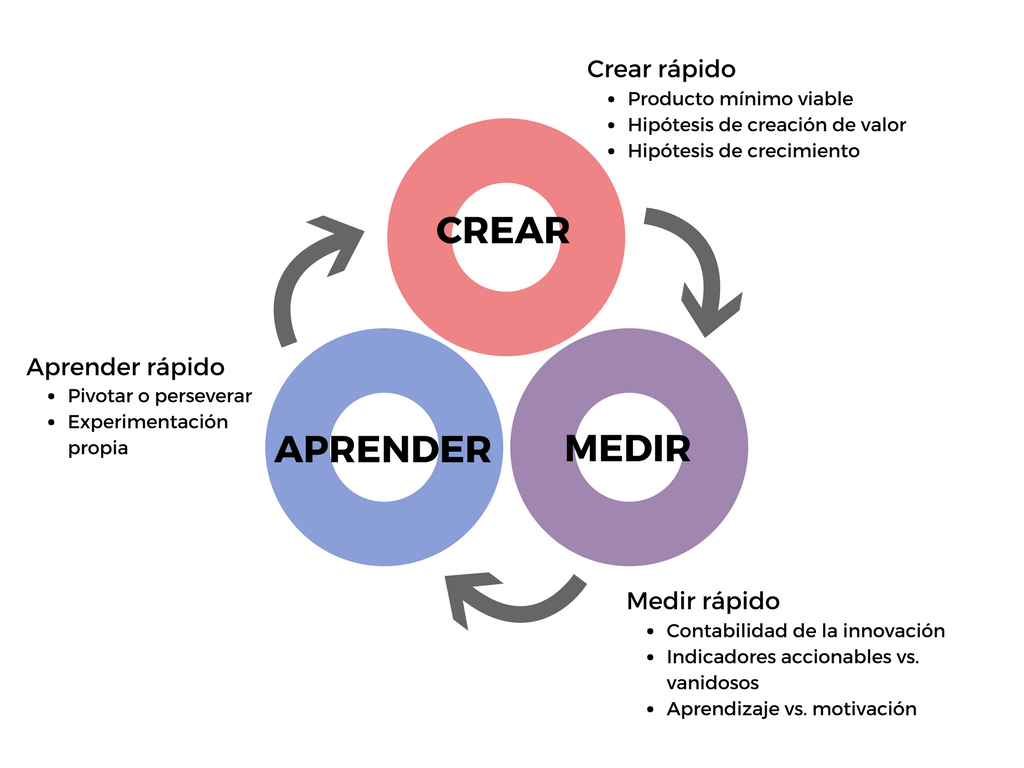 Crear rápido
• Producto mínimo viable
• Hipótesis de creación de valor
• Hipótesis de crecimiento
CREAR
Aprender rápido
• Pivotar o perseverar
• Experimentación
propia
APRENDER
MEDIR
Medir rápido
• Contabilidad de la innovación
• Indicadores accionables vs.
vanidosos
• Aprendizaje vs. motivación